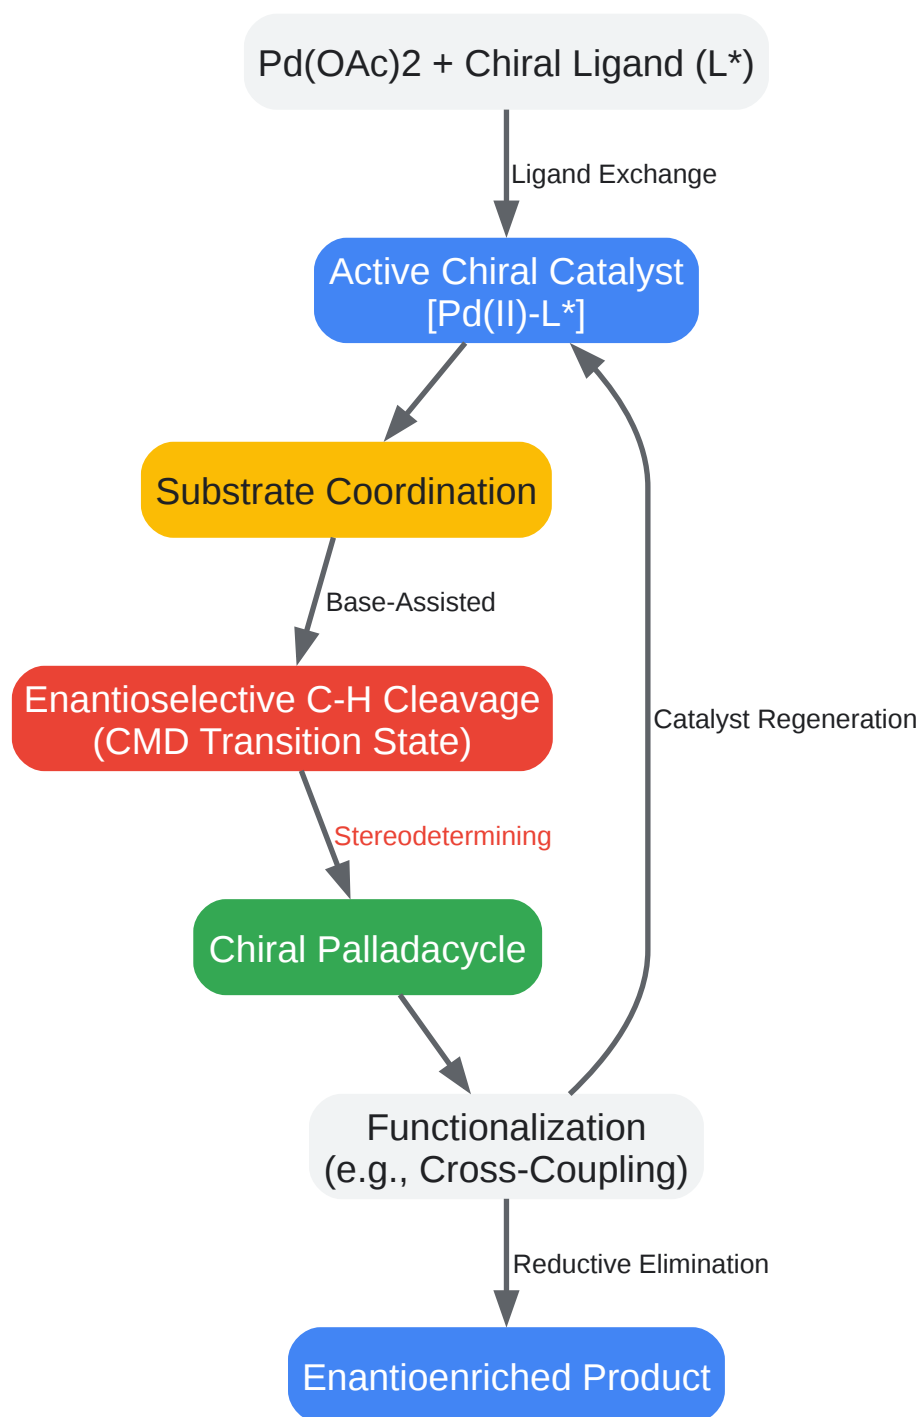 Pd(OAc)2 + Chiral Ligand (L*)
Ligand Exchange
Active Chiral Catalyst
[Pd(II)-L*]
Substrate Coordination
Base-Assisted
Enantioselective C-H Cleavage
(CMD Transition State)
Catalyst Regeneration
Stereodetermining
Chiral Palladacycle
Functionalization
(e.g., Cross-Coupling)
Reductive Elimination
Enantioenriched Product